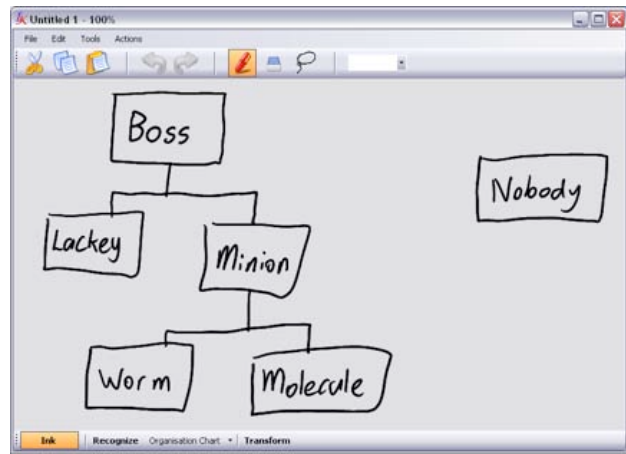 Untitled 1 - 100%
File Edit Tools Actions
Boss
Nobody
Lackey
Minion
Worm
Molecule
Ink Recognize Organisation Chart Transform